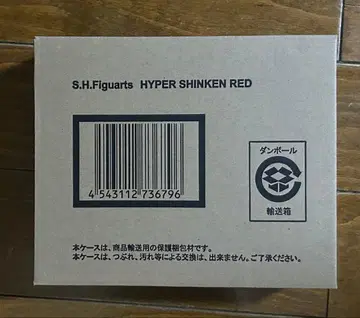 S.H.Figuarts HYPER SHINKEN RED
4 543112 736796
ダンボール
輸送箱
本ケースは、商品輸送用の保護梱包材です。
本ケースは、つぶれ、汚れ等による交換は、出来ません。ご了承ください。